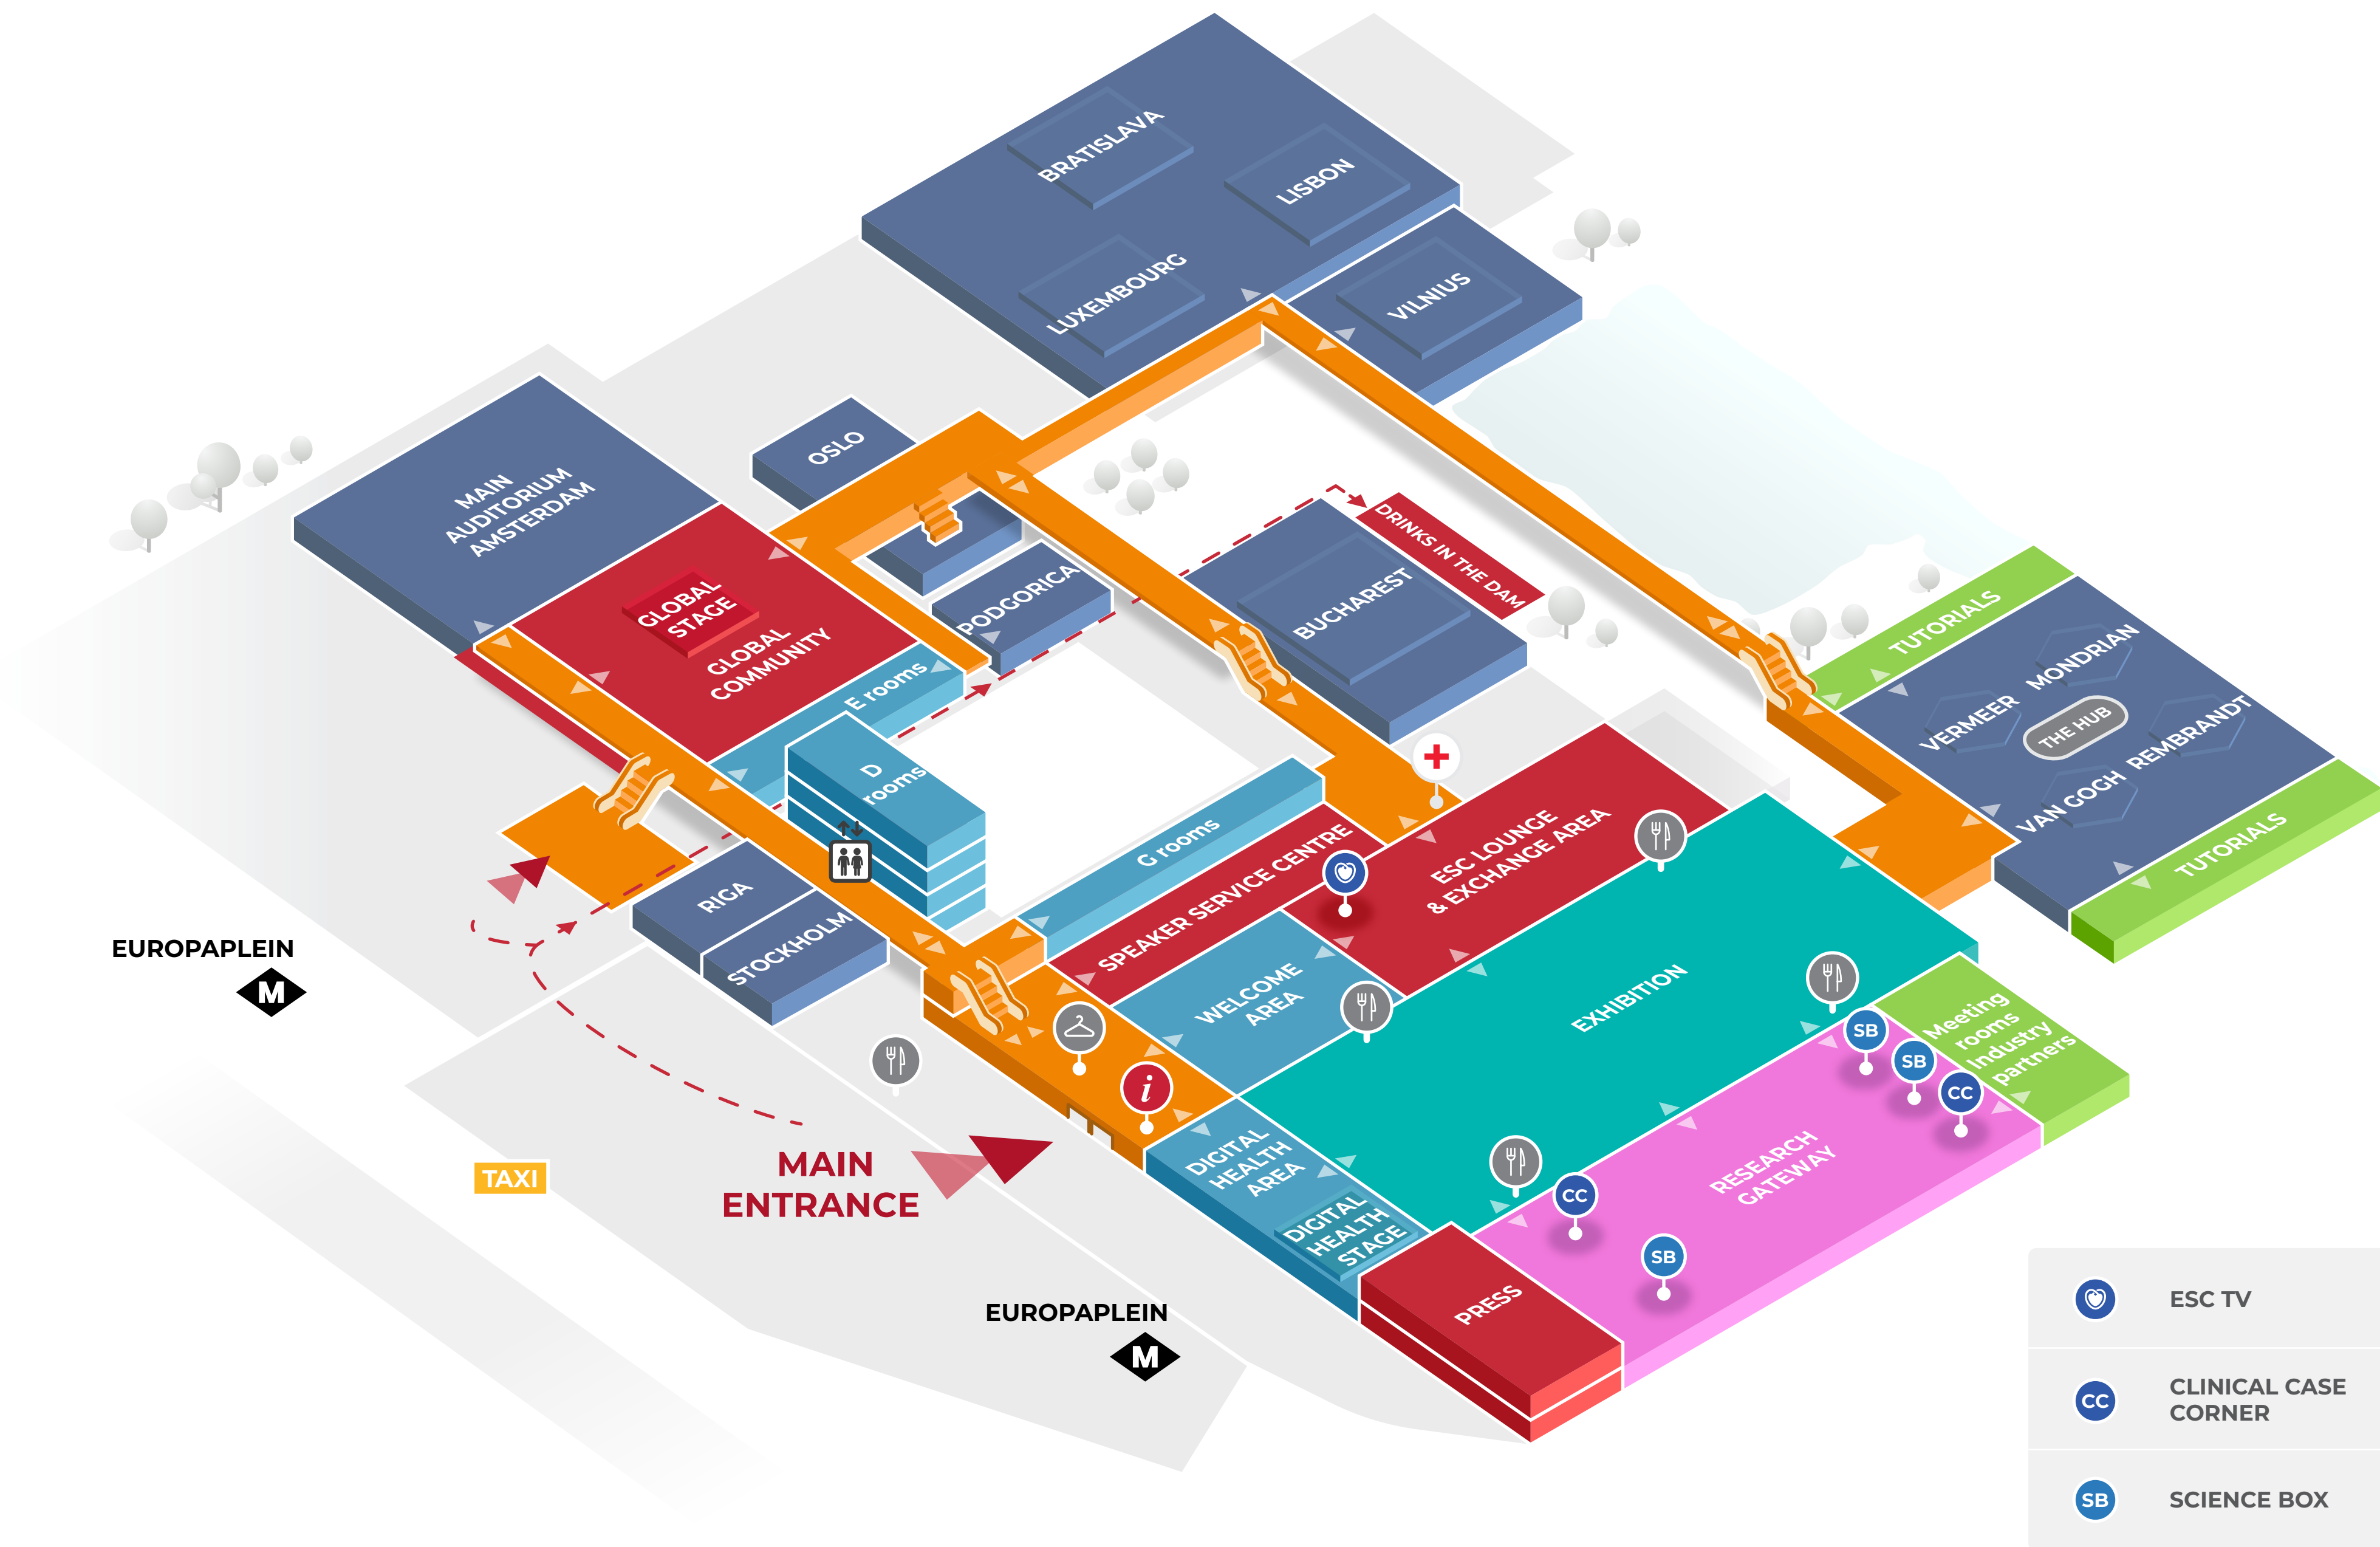 BRATISLAVA
LISBON
LUXEMBOURG
VILNIUS
OSLO
MAIN
AUDITORIUM
AMSTERDAM
GLOBAL
STAGE
GLOBAL
COMMUNITY
PODGORICA
DRINKS IN THE DAM
BUCHAREST
E rooms
D
rooms
TUTORIALS
MONDRIAN
VERMEER
THE HUB
REMBRANDT
VAN GOGH
TUTORIALS
RIGA
STOCKHOLM
G rooms
SPEAKER SERVICE CENTRE
ESC LOUNGE
& EXCHANGE AREA
WELCOME
AREA
EXHIBITION
EUROPAPLEIN
M
Meeting
rooms
Industry
partners
SB
SB
CC
i
DIGITAL
HEALTH
AREA
DIGITAL
HEALTH
STAGE
RESEARCH
GATEWAY
CC
SB
MAIN
ENTRANCE
TAXI
PRESS
EUROPAPLEIN
M
ESC TV
CC
CLINICAL CASE
CORNER
SB
SCIENCE BOX